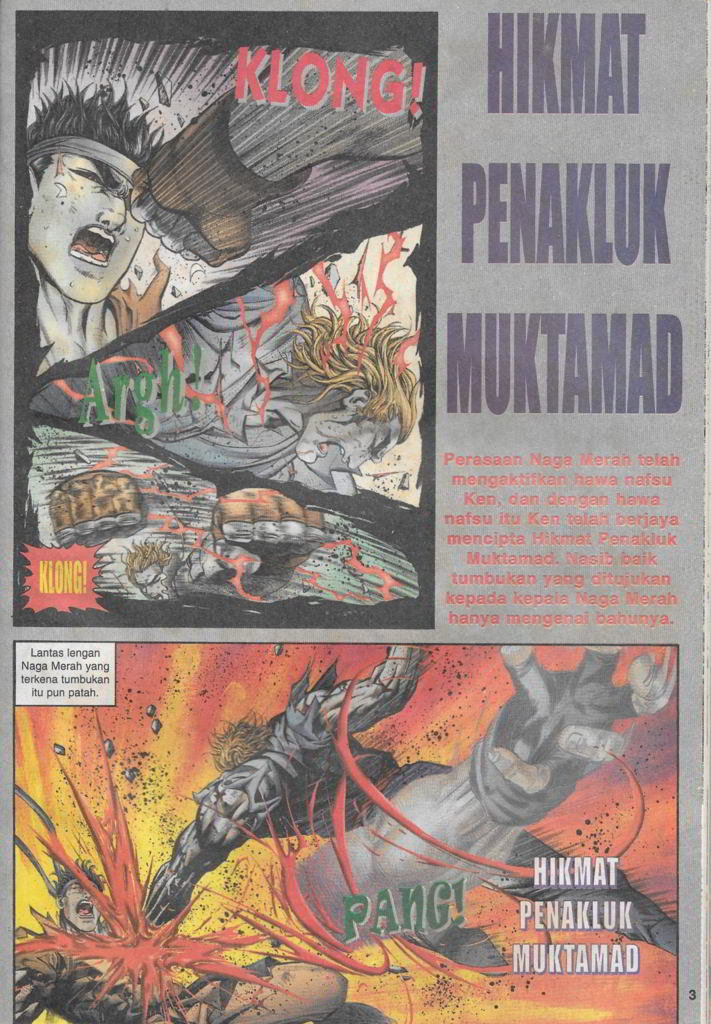 KLONG!
HIKMAT
PENAKLUK
MUKTAMAD
Argh!
KLONG!
Perasaan Naga Merah telah
mengaktifkan hawa nafsu
Ken, dan dengan hawa
nafsu itu Ken telah berjaya
mencipta Hikmat Penakluk
Muktamad. Nasib baik
tumbukan yang ditujukan
kepada kepala Naga Merah
hanya mengenai bahunya.
Lantas lengan
Naga Merah yang
terkena tumbukan
itu pun patah.
PANG!
HIKMAT
PENAKLUK
MUKTAMAD
3